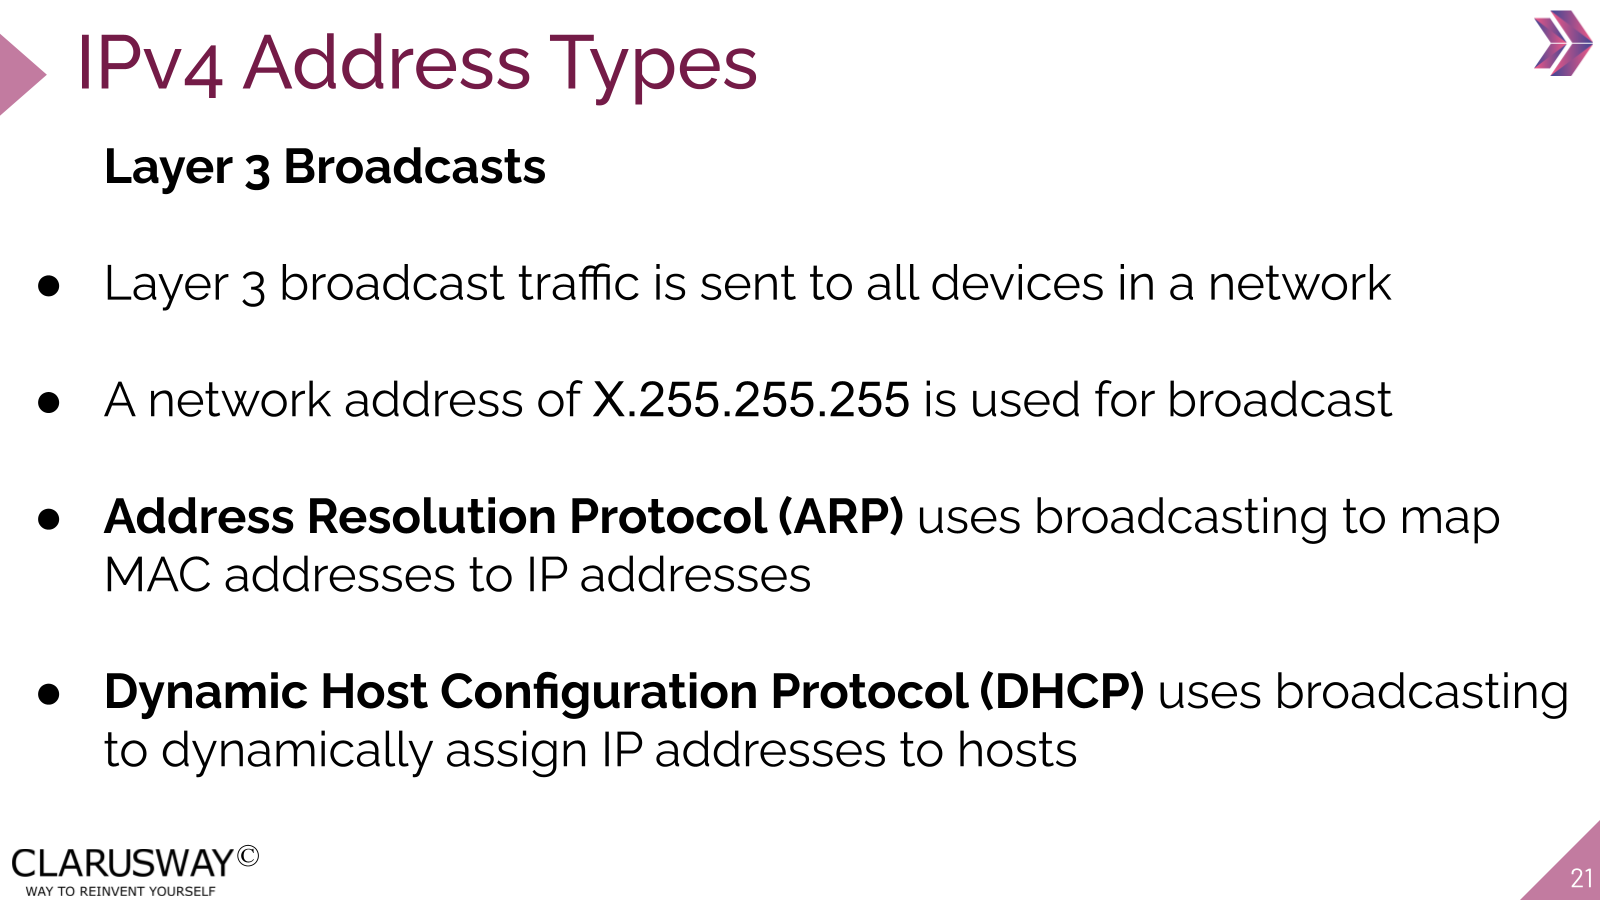 IPv4 Address Types
Layer 3 Broadcasts
● Layer 3 broadcast traffic is sent to all devices in a network
● A network address of X.255.255.255 is used for broadcast
● Address Resolution Protocol (ARP) uses broadcasting to map
MAC addresses to IP addresses
● Dynamic Host Configuration Protocol (DHCP) uses broadcasting
to dynamically assign IP addresses to hosts
CLARUSWAY©
WAY TO REINVENT YOURSELF
21